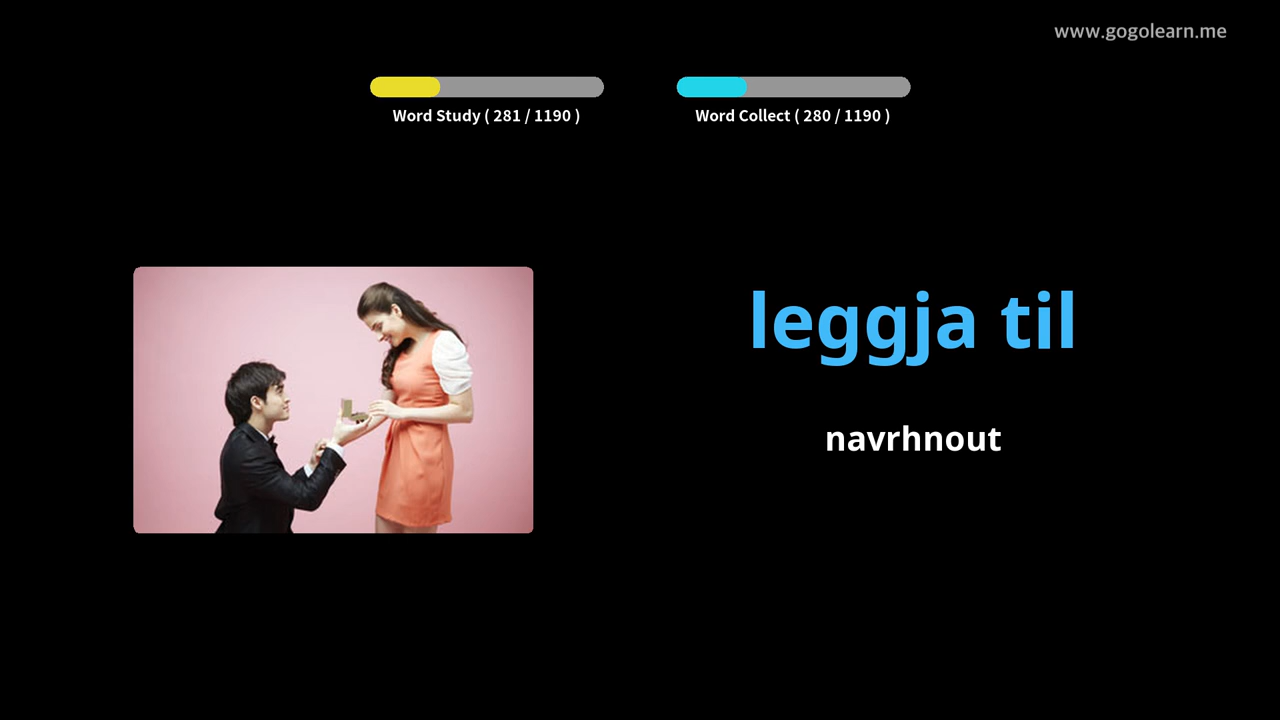 www.gogolearn.me
Word Study ( 281 / 1190 )
Word Collect ( 280 / 1190 )
leggja til
navrhnout